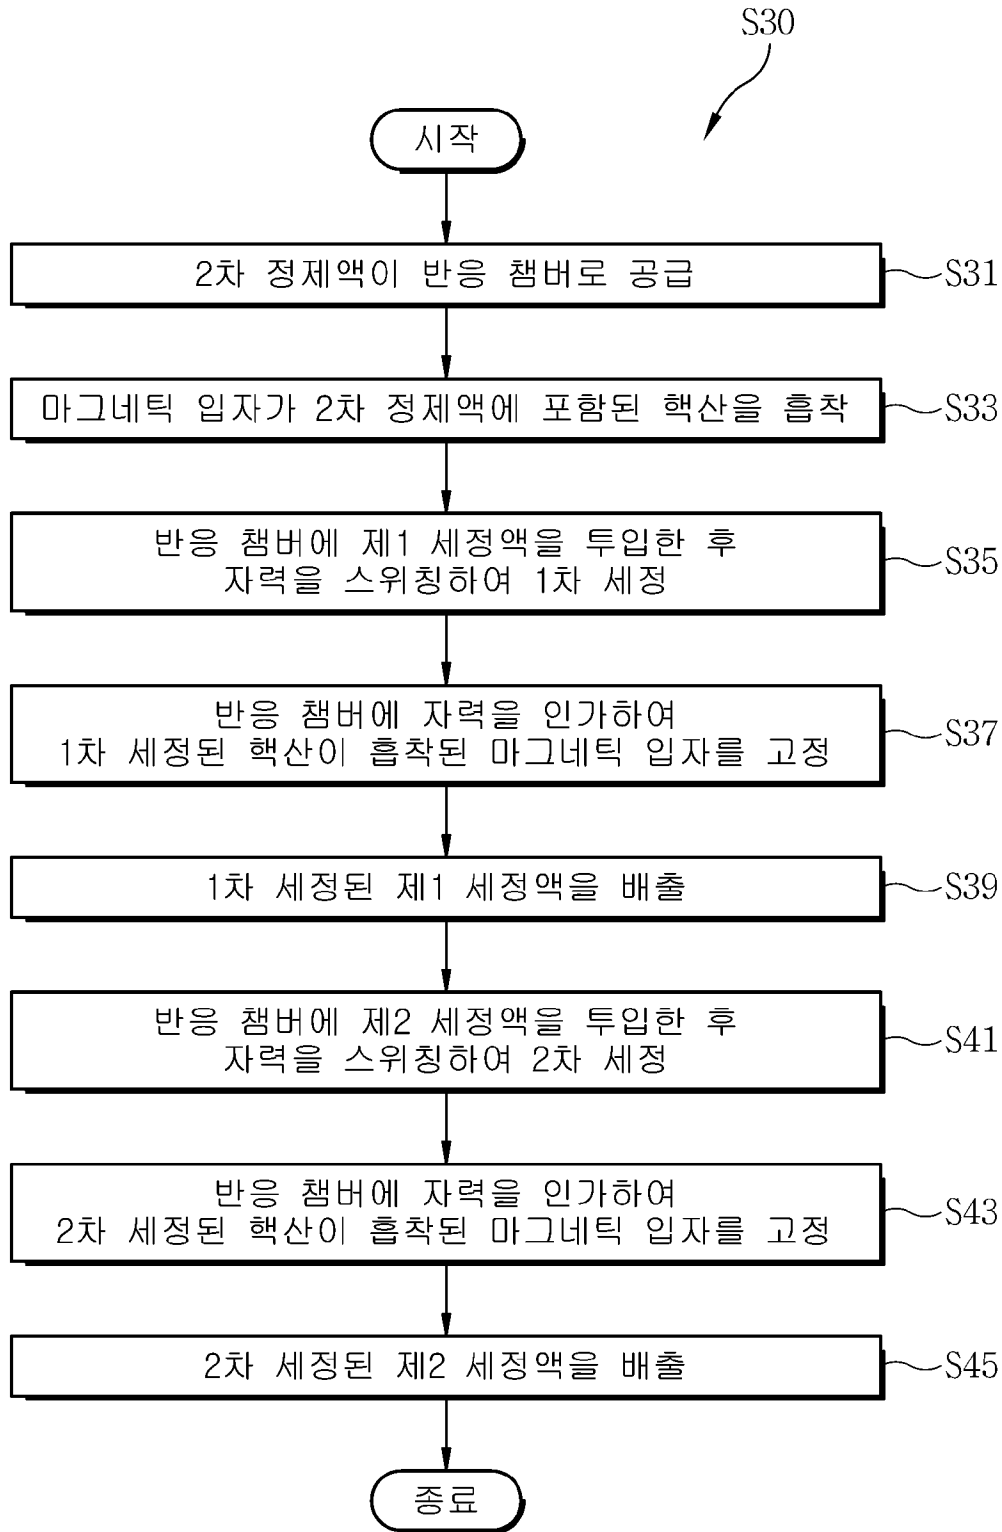 S30
시작
2차 정제액이 반응 챔버로 공급
S31
마그네틱 입자가 2차 정제액에 포함된 핵산을 흡착
S33
반응 챔버에 제1 세정액을 투입한 후
자력을 스위칭하여 1차 세정
S35
반응 챔버에 자력을 인가하여
1차 세정된 핵산이 흡착된 마그네틱 입자를 고정
S37
1차 세정된 제1 세정액을 배출
S39
반응 챔버에 제2 세정액을 투입한 후
자력을 스위칭하여 2차 세정
S41
반응 챔버에 자력을 인가하여
2차 세정된 핵산이 흡착된 마그네틱 입자를 고정
S43
2차 세정된 제2 세정액을 배출
S45
종료